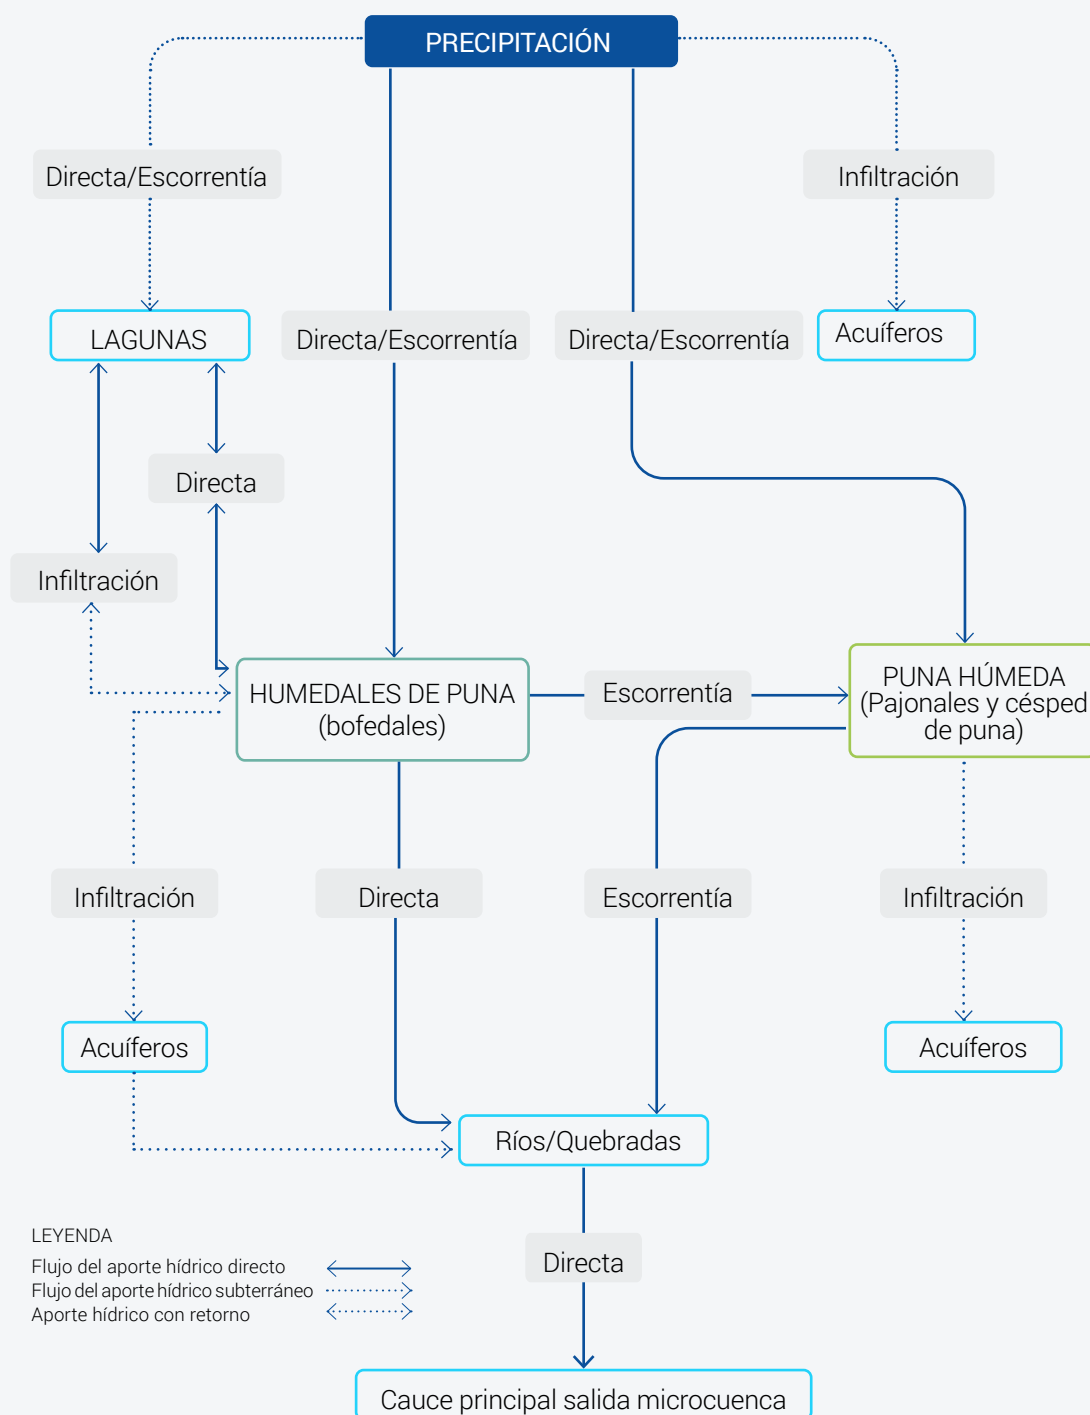 PRECIPITACIÓN
Directa/Escorrentía
Infiltración
LAGUNAS
Directa/Escorrentía
Directa/Escorrentía
Acuíferos
Directa
Infiltración
HUMEDALES DE PUNA
(bofedales)
Escorrentía
PUNA HÚMEDA
(Pajonales y césped
de puna)
Infiltración
Directa
Escorrentía
Infiltración
Acuíferos
Acuíferos
Ríos/Quebradas
LEYENDA
Flujo del aporte hídrico directo
Flujo del aporte hídrico subterráneo
Aporte hídrico con retorno
Directa
Cauce principal salida microcuenca